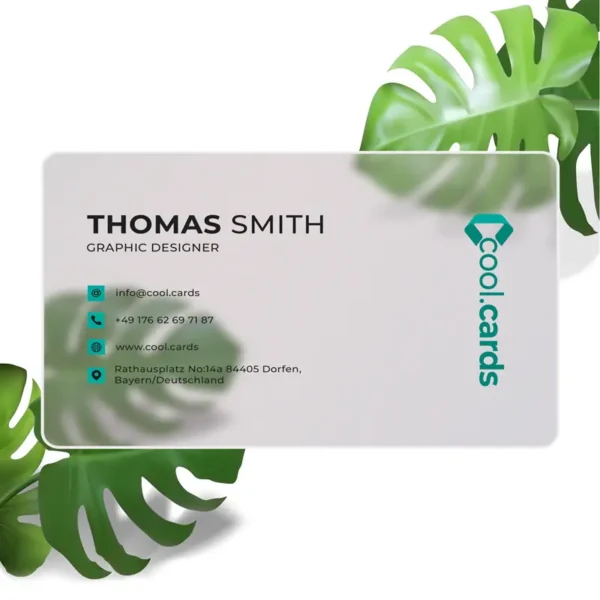 THOMAS SMITH
GRAPHIC DESIGNER
info@cool.cards
+49 176 62 69 71 87
www.cool.cards
Rathausplatz No:14a 84405 Dorfen,
Bayern/Deutschland
cool.cards